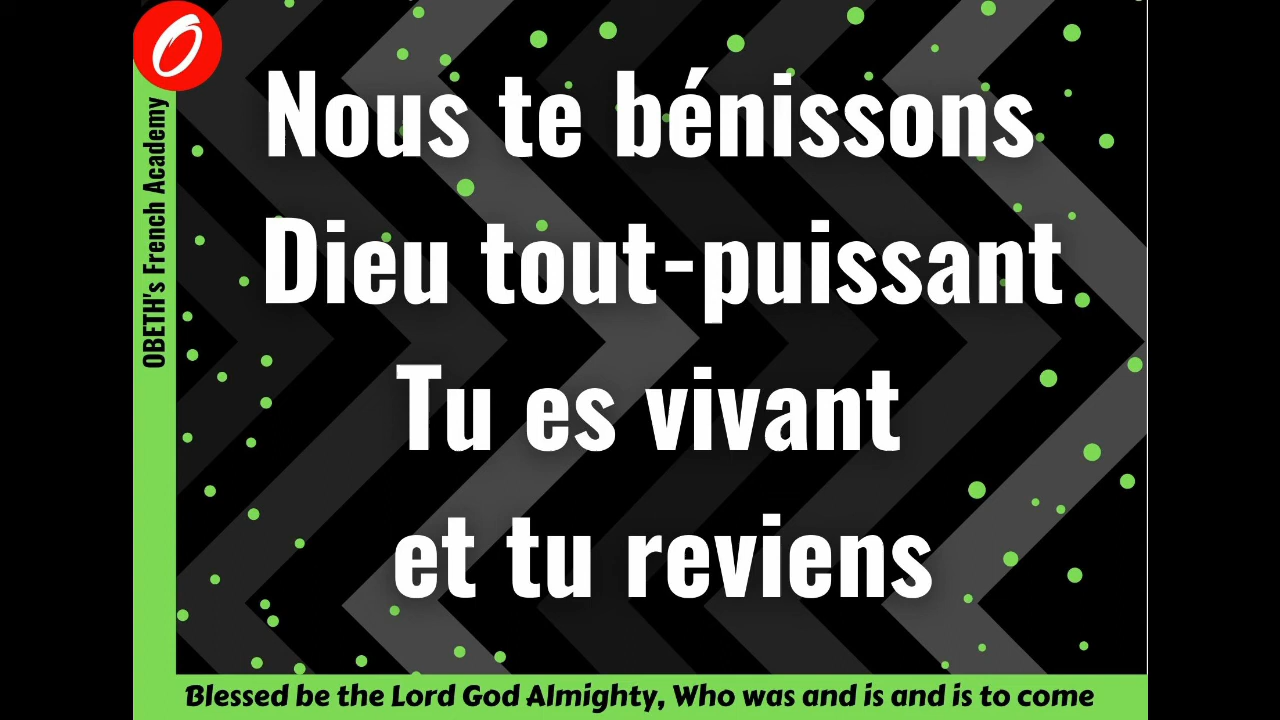 O
OBETH's French Academy
Nous te bénissons
Dieu tout-puissant
Tu es vivant
et tu reviens
Blessed be the Lord God Almighty, Who was and is and is to come